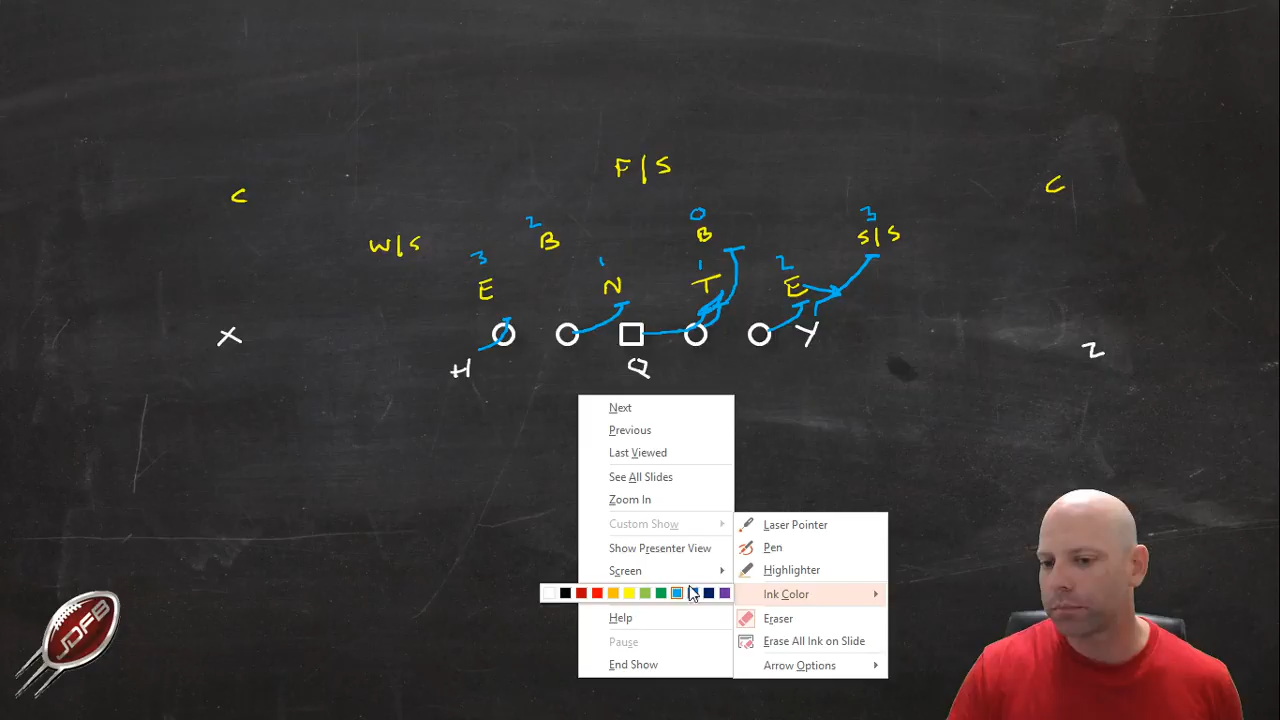 F/S
C
C
0
3
2
B
S/S
B
W/S
3
1
1
2
E
N
T
E
X
Y
Z
H
Q
Next
Previous
Last Viewed
See All Slides
Zoom In
Custom Show
Laser Pointer
Show Presenter View
Pen
Screen
Highlighter
Ink Color
Help
Eraser
Pause
Erase All Ink on Slide
End Show
Arrow Options
JDFB